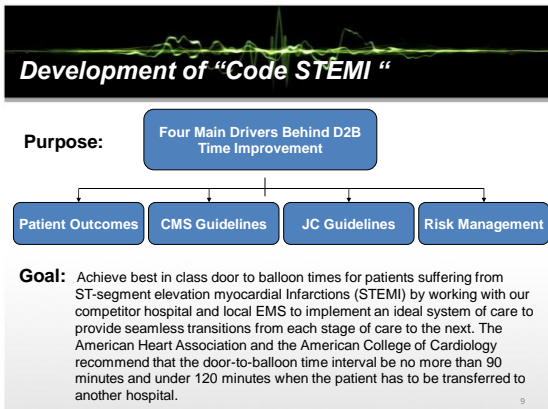 Development of “Code STEMI “
Purpose:
Four Main Drivers Behind D2B
Time Improvement
Patient Outcomes
CMS Guidelines
JC Guidelines
Risk Management
Goal: Achieve best in class door to balloon times for patients suffering from
ST-segment elevation myocardial Infarctions (STEMI) by working with our
competitor hospital and local EMS to implement an ideal system of care to
provide seamless transitions from each stage of care to the next. The
American Heart Association and the American College of Cardiology
recommend that the door-to-balloon time interval be no more than 90
minutes and under 120 minutes when the patient has to be transferred to
another hospital.
9